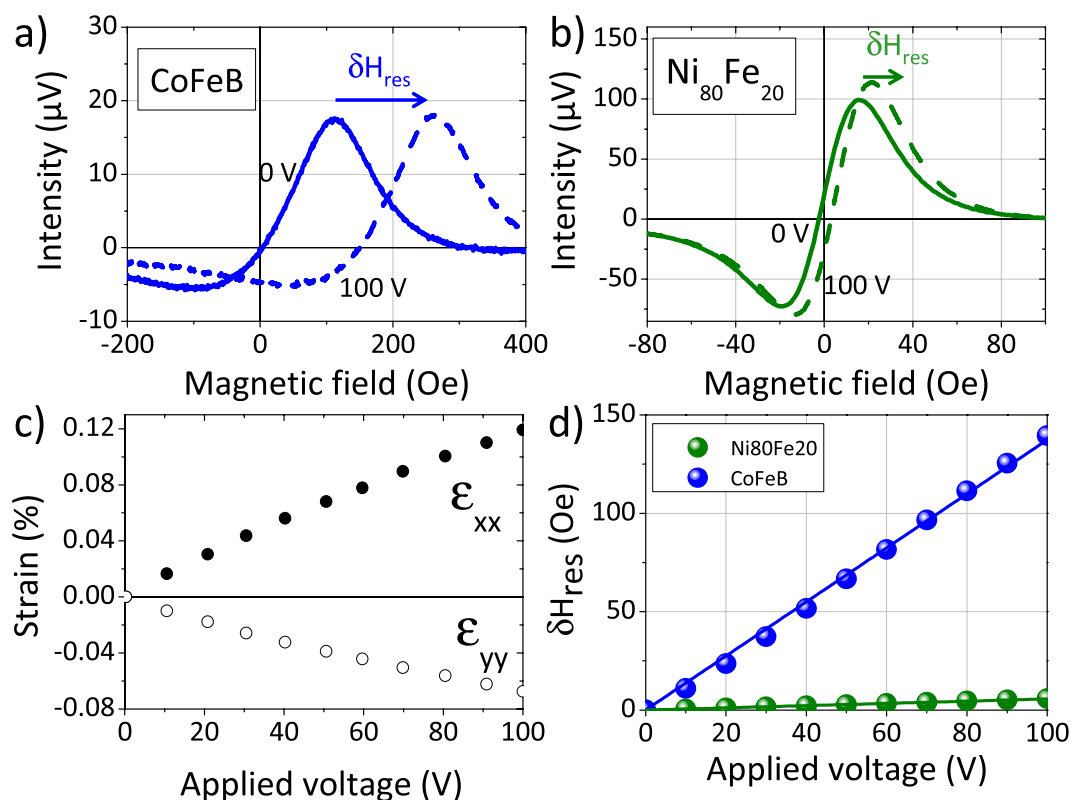 a)
30
20
10
0
-10
Intensity (µV)
CoFeB
δHres
0 V
100 V
-200 0 200 400
Magnetic field (Oe)
b)
150
100
50
0
-50
Intensity (µV)
Ni80Fe20
δHres
0 V
100 V
-80 -40 0 40
Magnetic field (Oe)
c)
0.12
0.08
0.04
0.00
-0.04
-0.08
Strain (%)
εxx
εyy
0 20 40 60 80 100
Applied voltage (V)
d)
150
100
50
0
δHres (Oe)
Ni80Fe20
CoFeB
0 20 40 60 80 100
Applied voltage (V)